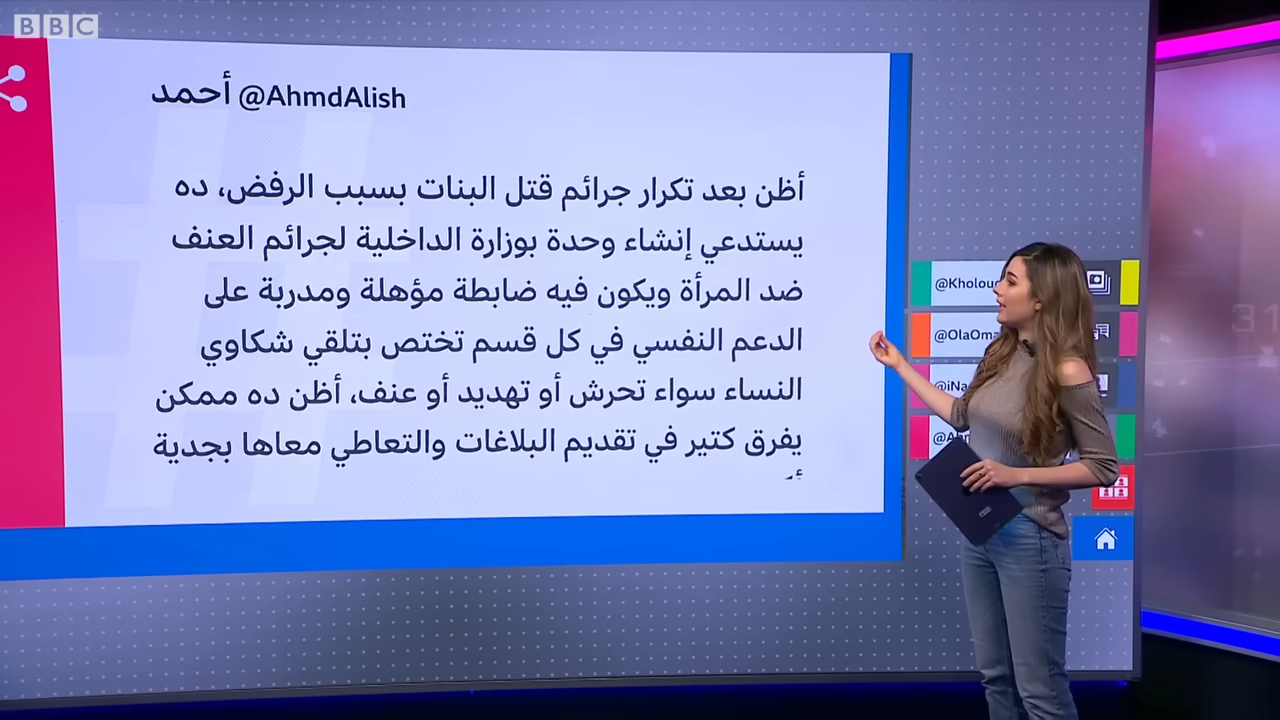 BBC
أحمد @AhmdAlish
أظن بعد تكرار جرائم قتل البنات بسبب الرفض، ده
يستدعي إنشاء وحدة بوزارة الداخلية لجرائم العنف
ضد المرأة ويكون فيه ضابطة مؤهلة ومدربة على
الدعم النفسي في كل قسم تختص بتلقي شكاوي
النساء سواء تحرش أو تهديد أو عنف، أظن ده ممكن
يفرق كتير في تقديم البلاغات والتعاطي معاها بجدية
@OlaOma
31